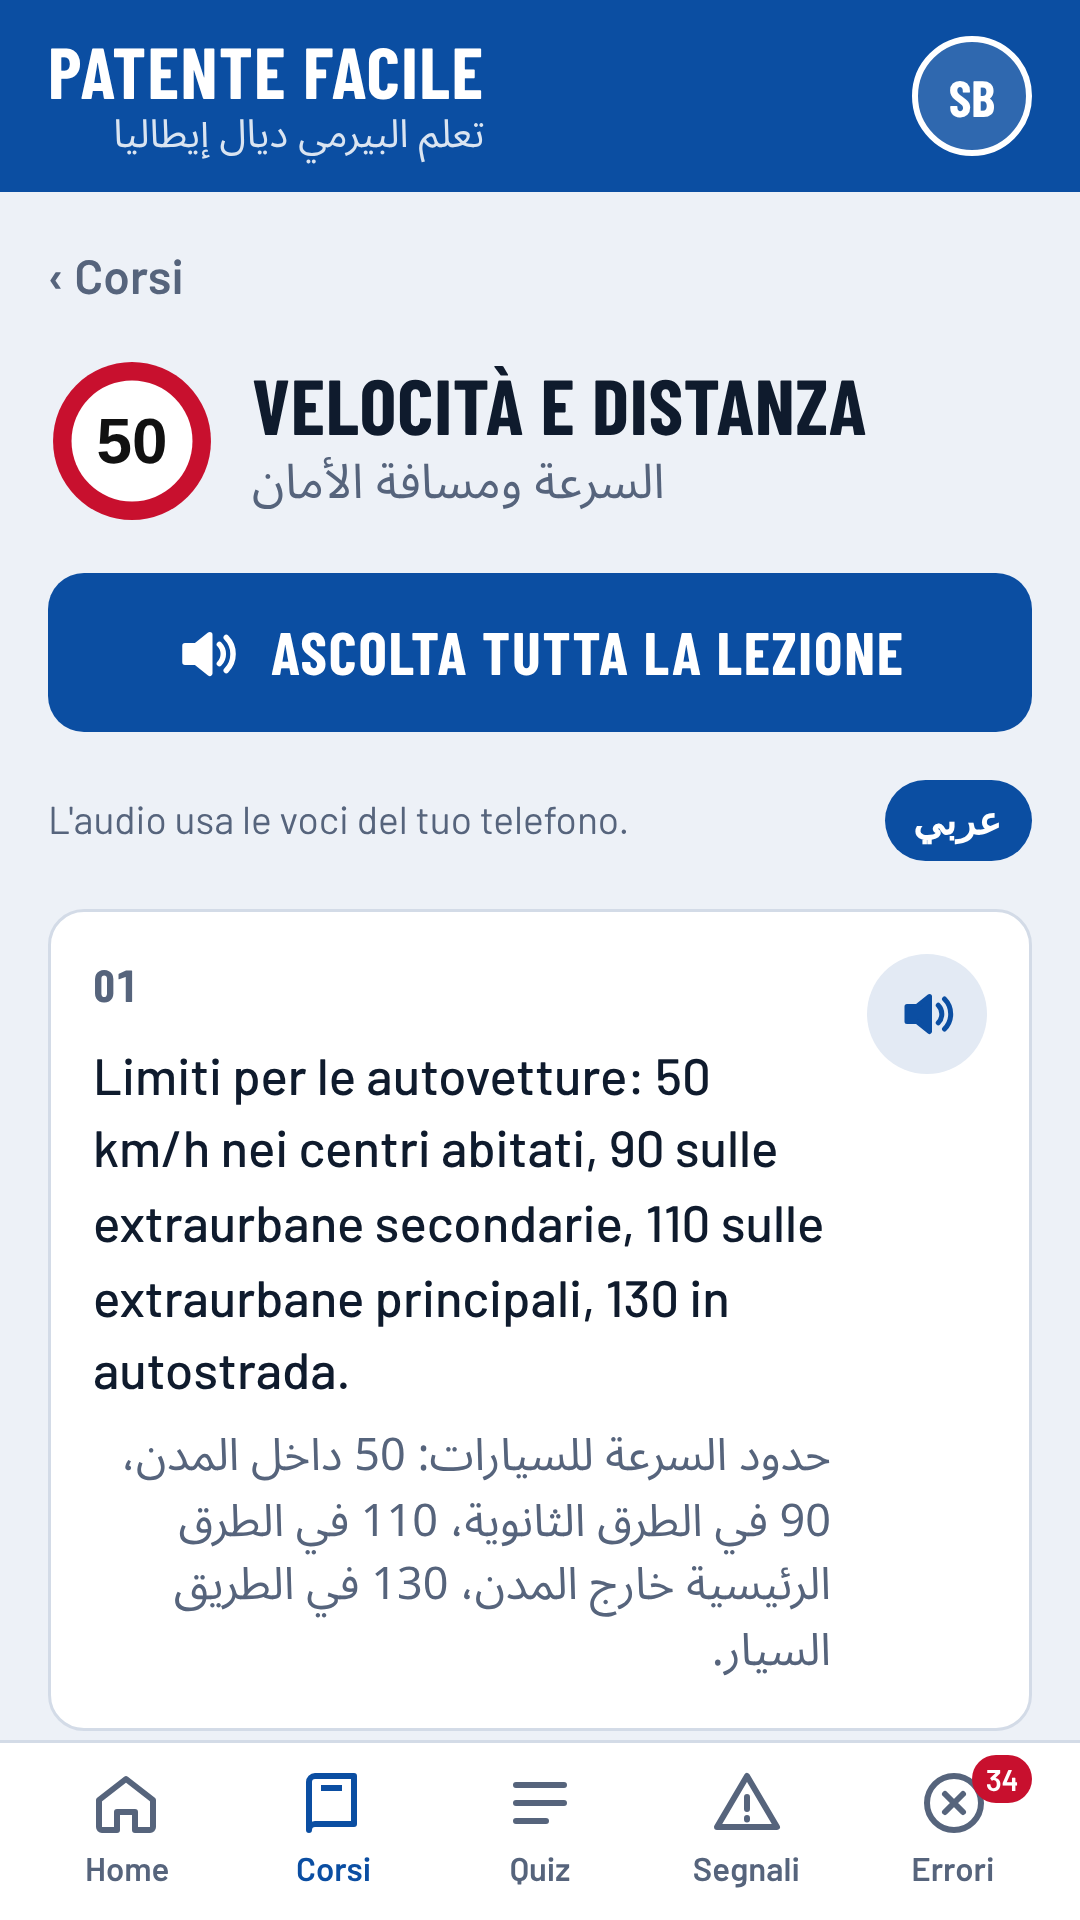 PATENTE FACILE
تعلم البيرمي ديال إيطاليا
SB
‹ Corsi
50
VELOCITÀ E DISTANZA
السرعة ومسافة الأمان
ASCOLTA TUTTA LA LEZIONE
L'audio usa le voci del tuo telefono.
عربي
01
Limiti per le autovetture: 50
km/h nei centri abitati, 90 sulle
extraurbane secondarie, 110 sulle
extraurbane principali, 130 in
autostrada.
حدود السرعة للسيارات: 50 داخل المدن،
90 في الطرق الثانوية، 110 في الطرق
الرئيسية خارج المدن، 130 في الطريق
السيار.
34
Home
Corsi
Quiz
Segnali
Errori